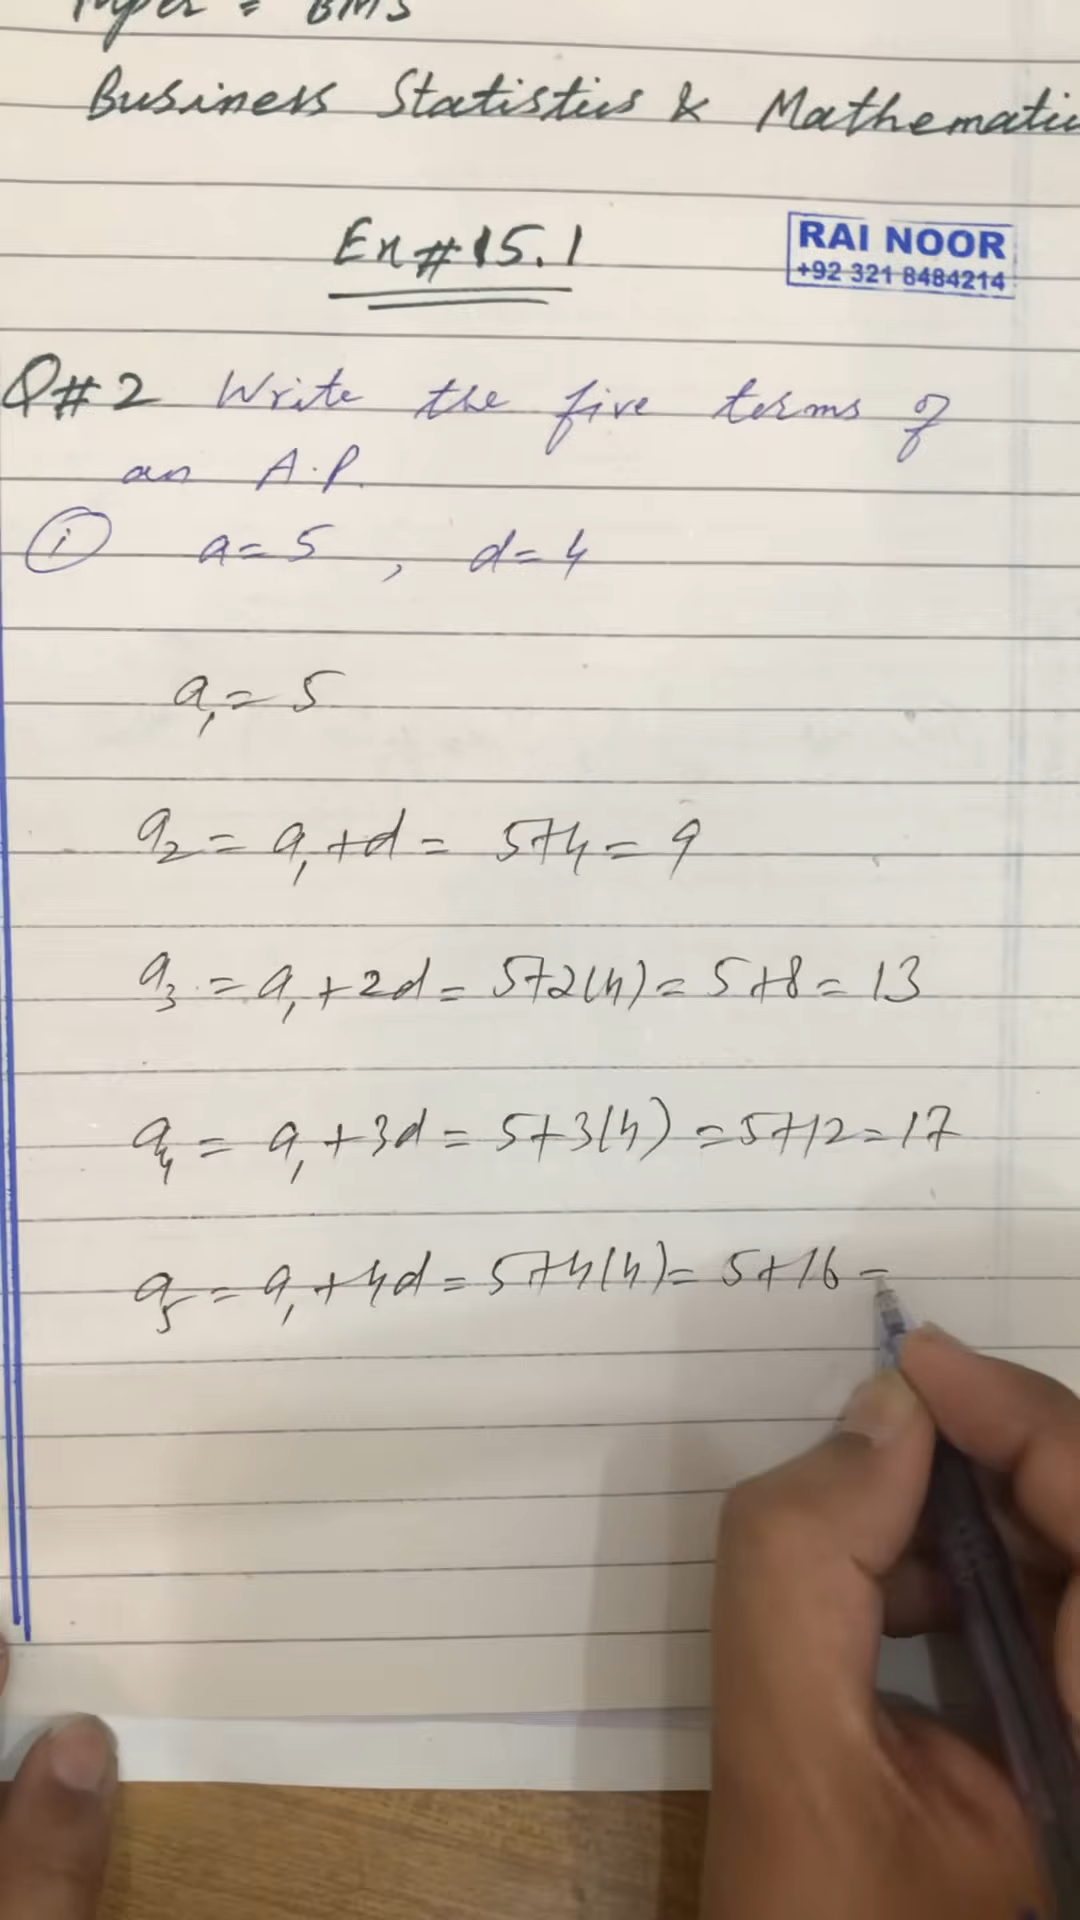 Paper = BMS
Business Statistics & Mathematic
Ex#15.1
RAI NOOR
+92 321 8484214
Q#2 Write the five terms of
an A.P.
(i) a=5 , d=4
a₁=5
a₂ = a₁+d = 5+4 = 9
a₃ = a₁+2d = 5+2(4) = 5+8 = 13
a₄ = a₁+3d = 5+3(4) = 5+12 = 17
a₅ = a₁+4d = 5+4(4) = 5+16 =